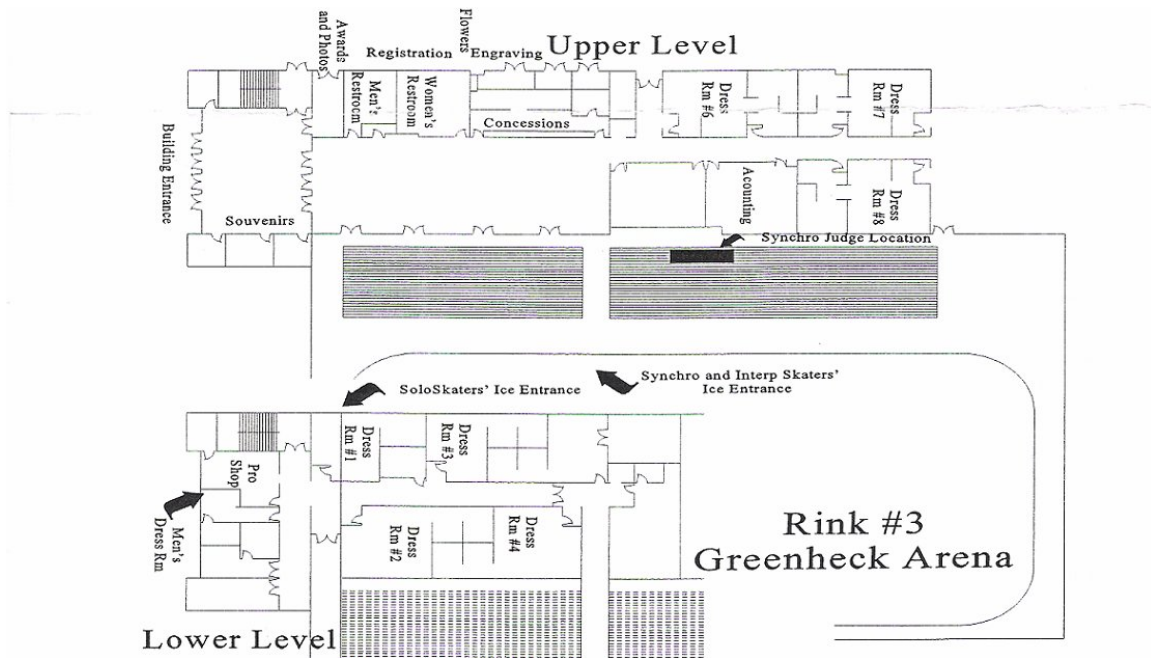 Upper Level
Awards
and Photos
Registration
Flowers
Engraving
Men's
Restroom
Women's
Restroom
Concessions
Dress
Rm #6
Dress
Rm #7
Building Entrance
Souvenirs
Acounting
Dress
Rm #8
Synchro Judge Location
SoloSkaters' Ice Entrance
Synchro and Interp Skaters'
Ice Entrance
Dress
Rm #1
Dress
Rm #3
Pro
Shop
Men's
Dress Rm
Dress
Rm #2
Dress
Rm #4
Rink #3
Greenheck Arena
Lower Level